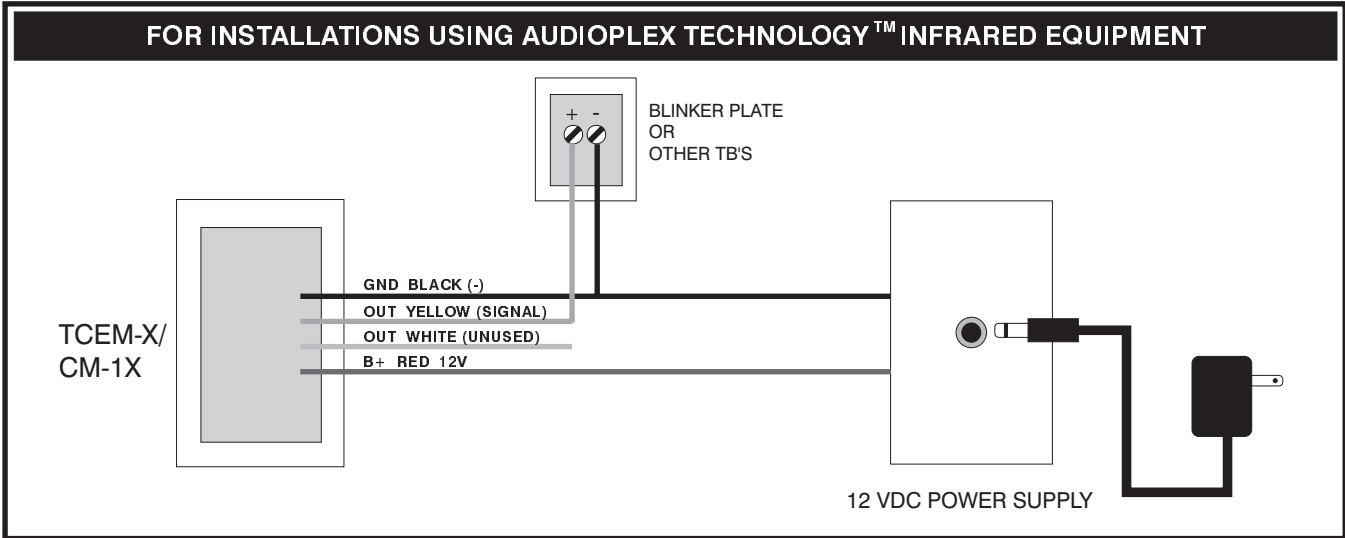 FOR INSTALLATIONS USING AUDIOPLEX TECHNOLOGY™ INFRARED EQUIPMENT
+ -
BLINKER PLATE
OR
OTHER TB'S
GND BLACK (-)
OUT YELLOW (SIGNAL)
OUT WHITE (UNUSED)
B+ RED 12V
TCEM-X/
CM-1X
12 VDC POWER SUPPLY